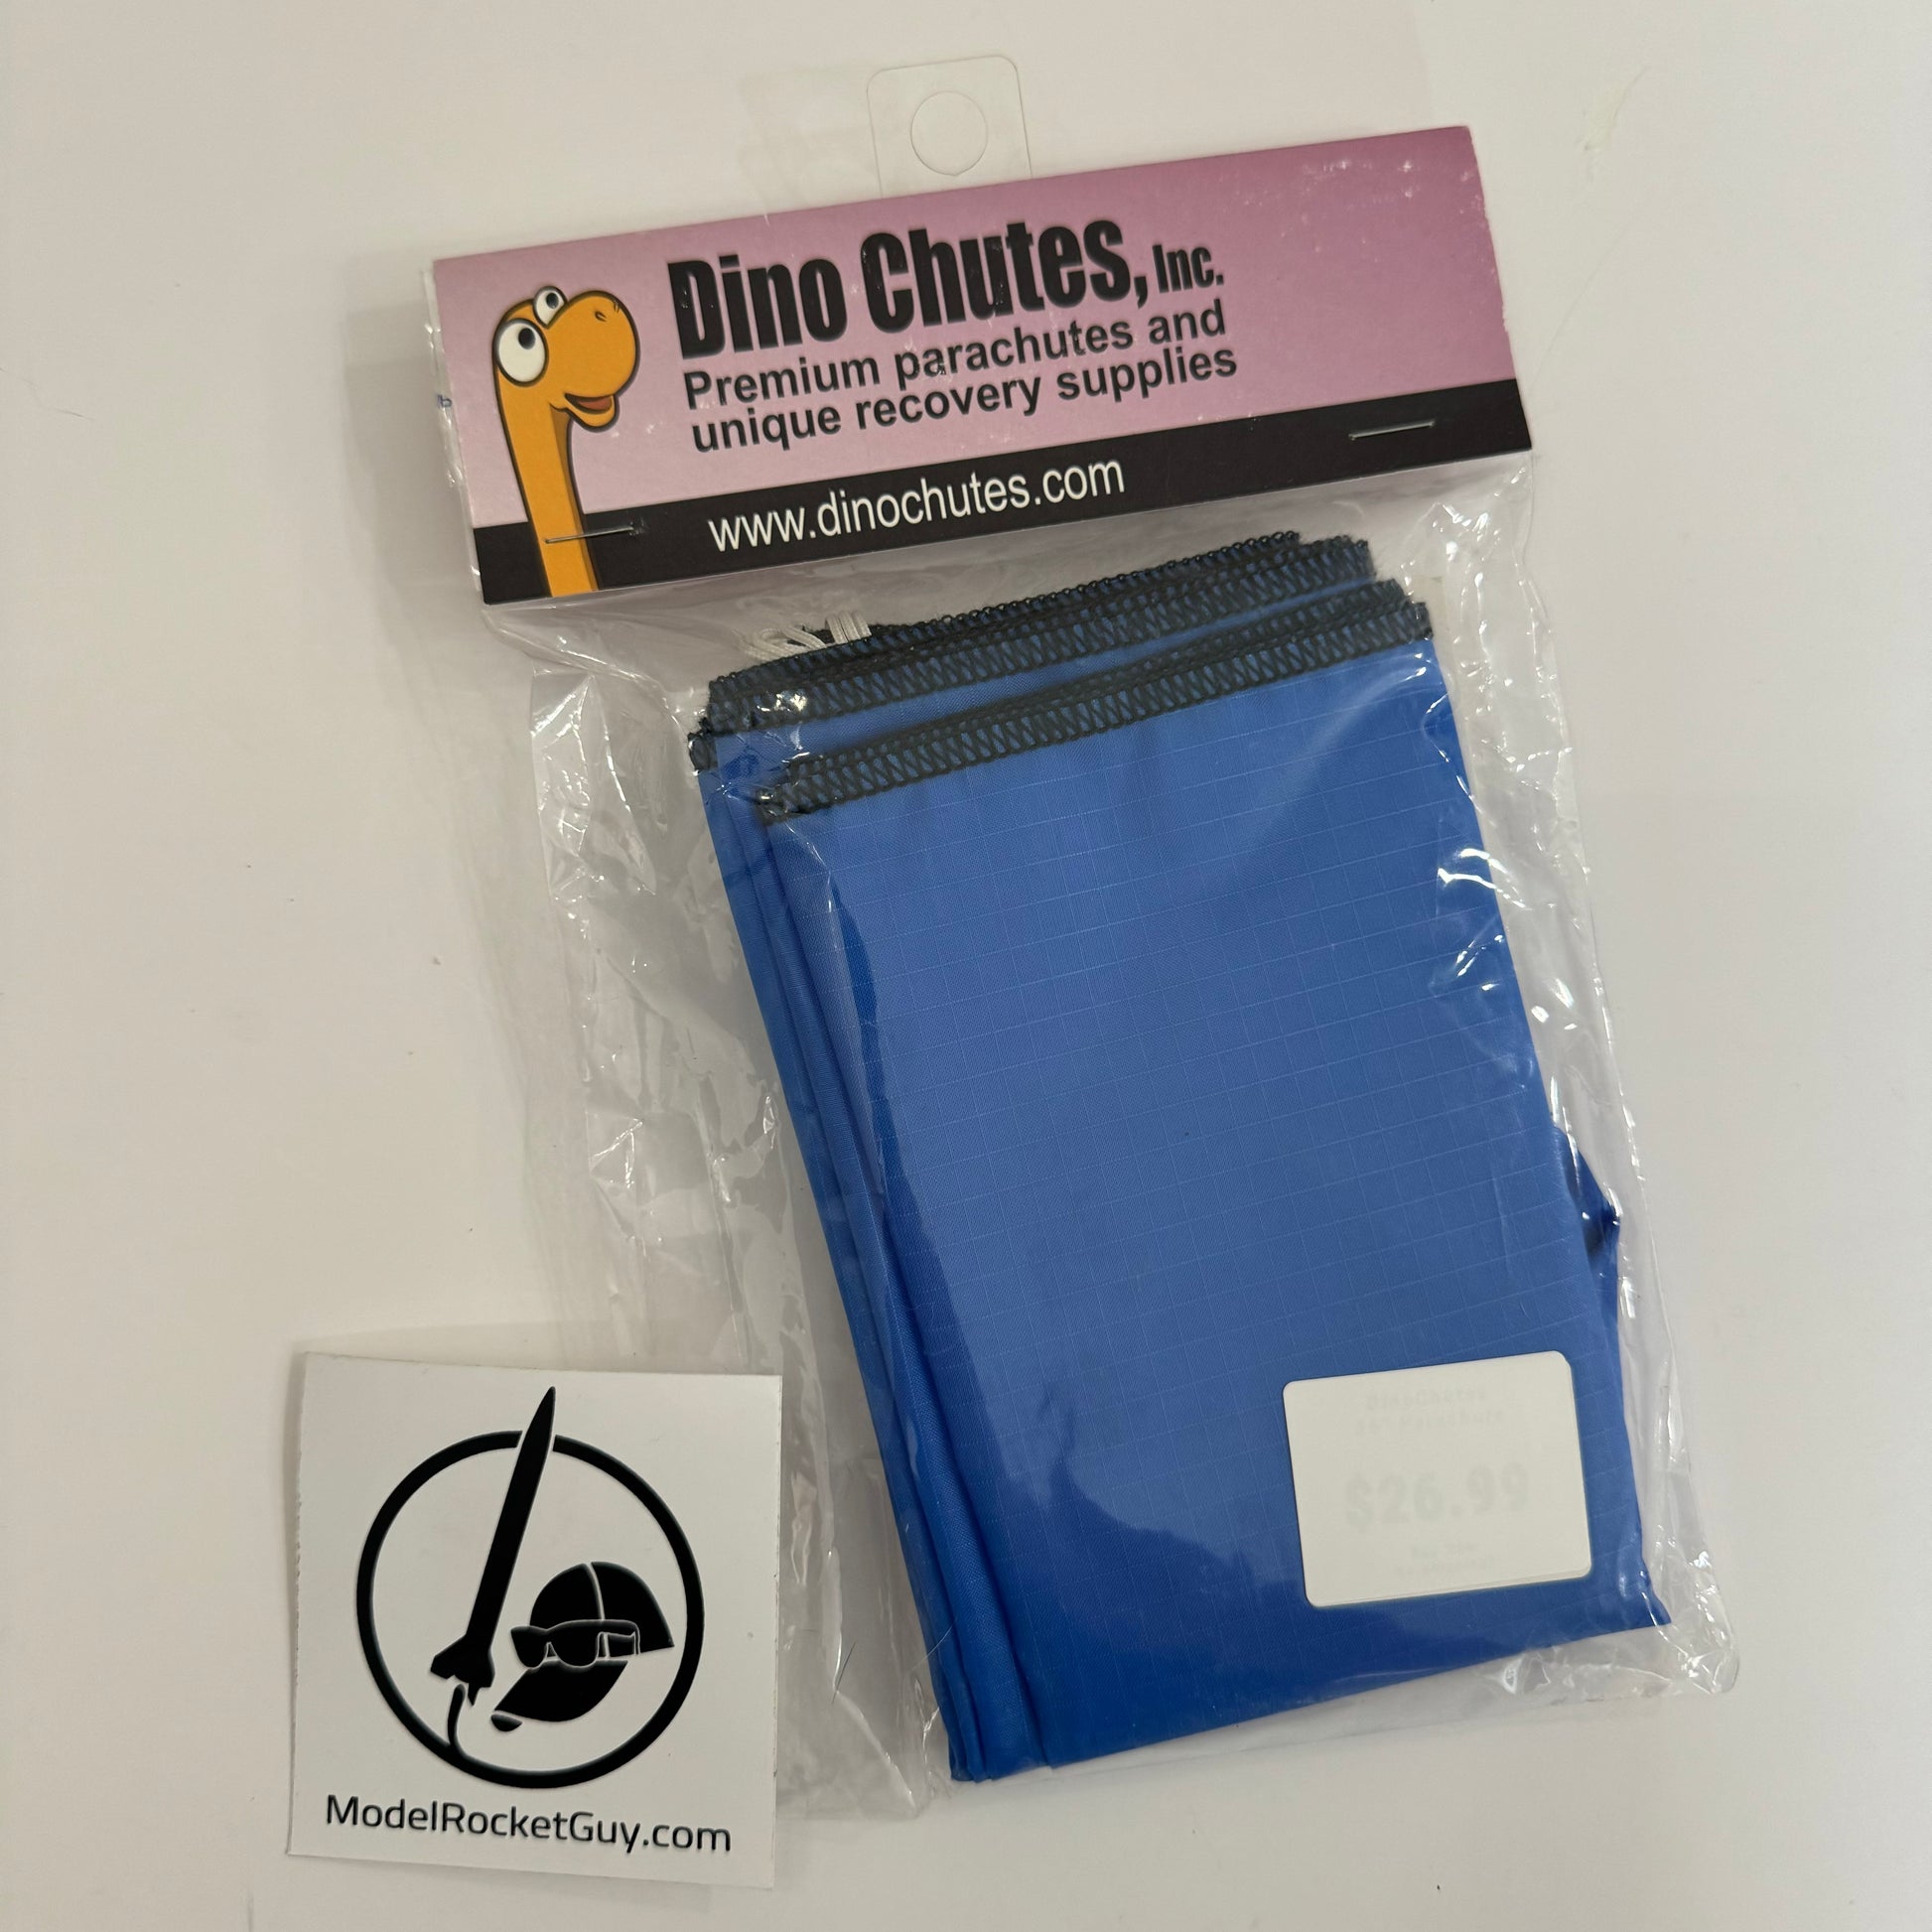 Dino Chutes, Inc.
Premium parachutes and
unique recovery supplies
www.dinochutes.com
$26.99
ModelRocketGuy.com